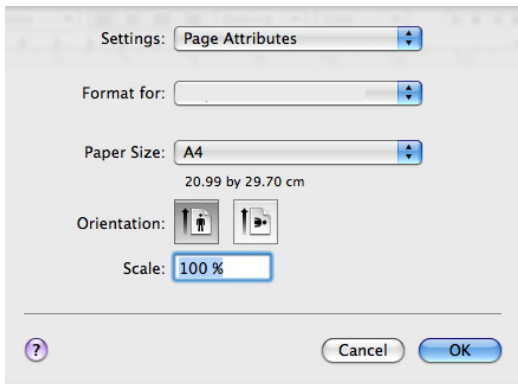 Settings: Page Attributes
Format for:
Paper Size: A4
20.99 by 29.70 cm
Orientation:
Scale: 100 %
? Cancel OK